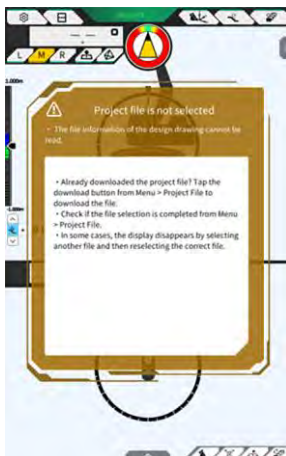 L M R
1.000m
Project file is not selected
・The file information of the design drawing cannot be
read.
・Already downloaded the project file? Tap the
download button from Menu > Project File to
download the file.
・Check if the file selection is completed from Menu
> Project File.
・In some cases, the display disappears by selecting
another file and then reselecting the correct file.
-1.000m